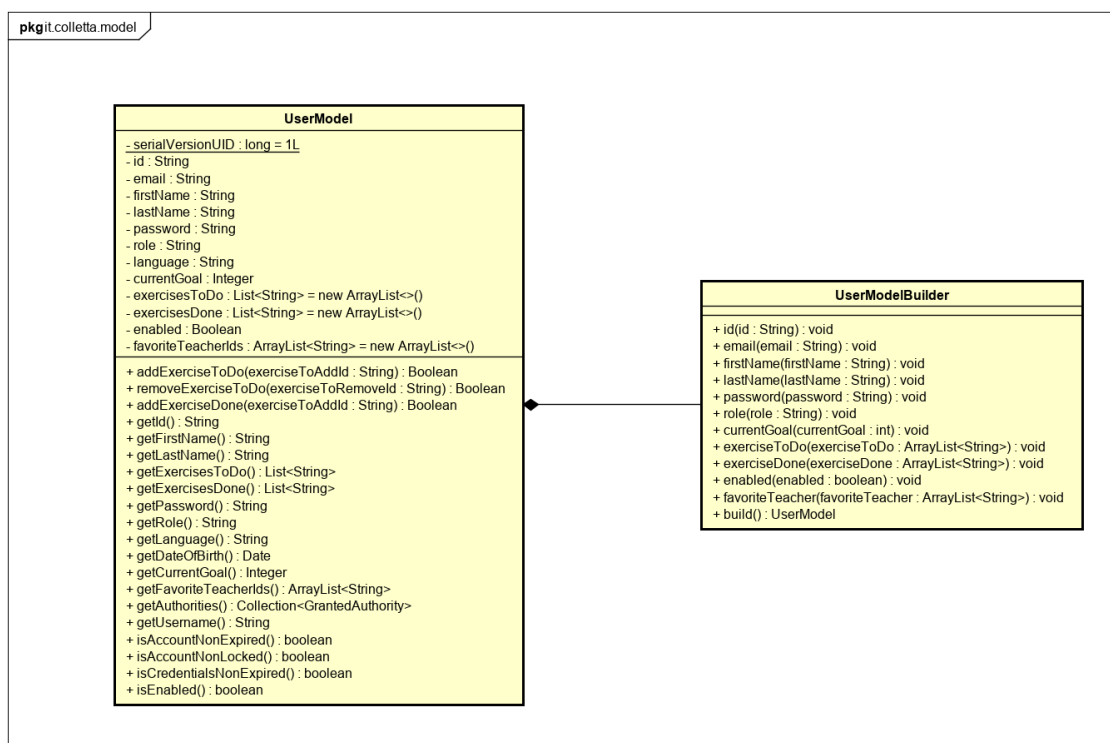 pkg it.colletta.model
UserModel
- serialVersionUID : long = 1L
- id : String
- email : String
- firstName : String
- lastName : String
- password : String
- role : String
- language : String
- currentGoal : Integer
- exercisesToDo : List<String> = new ArrayList<>()
- exercisesDone : List<String> = new ArrayList<>()
- enabled : Boolean
- favoriteTeacherIds : ArrayList<String> = new ArrayList<>()
+ addExerciseToDo(exerciseToAddId : String) : Boolean
+ removeExerciseToDo(exerciseToRemoveId : String) : Boolean
+ addExerciseDone(exerciseToAddId : String) : Boolean
+ getId() : String
+ getFirstName() : String
+ getLastName() : String
+ getExercisesToDo() : List<String>
+ getExercisesDone() : List<String>
+ getPassword() : String
+ getRole() : String
+ getLanguage() : String
+ getDateOfBirth() : Date
+ getCurrentGoal() : Integer
+ getFavoriteTeacherIds() : ArrayList<String>
+ getAuthorities() : Collection<GrantedAuthority>
+ getUsername() : String
+ isAccountNonExpired() : boolean
+ isAccountNonLocked() : boolean
+ isCredentialsNonExpired() : boolean
+ isEnabled() : boolean
UserModelBuilder
+ id(id : String) : void
+ email(email : String) : void
+ firstName(firstName : String) : void
+ lastName(lastName : String) : void
+ password(password : String) : void
+ role(role : String) : void
+ currentGoal(currentGoal : int) : void
+ exerciseToDo(exerciseToDo : ArrayList<String>) : void
+ exerciseDone(exerciseDone : ArrayList<String>) : void
+ enabled(enabled : boolean) : void
+ favoriteTeacher(favoriteTeacher : ArrayList<String>) : void
+ build() : UserModel